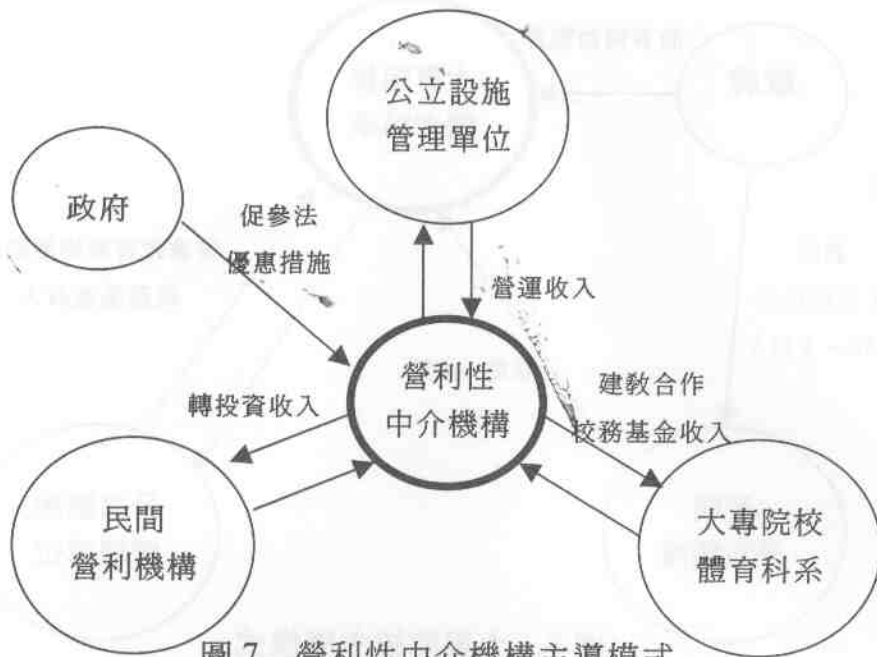 公立設施
管理單位
政府
促參法
優惠措施
營運收入
營利性
中介機構
轉投資收入
建教合作
校務基金收入
民間
營利機構
大專院校
體育科系
圖 7 營利性中介機構主導模式